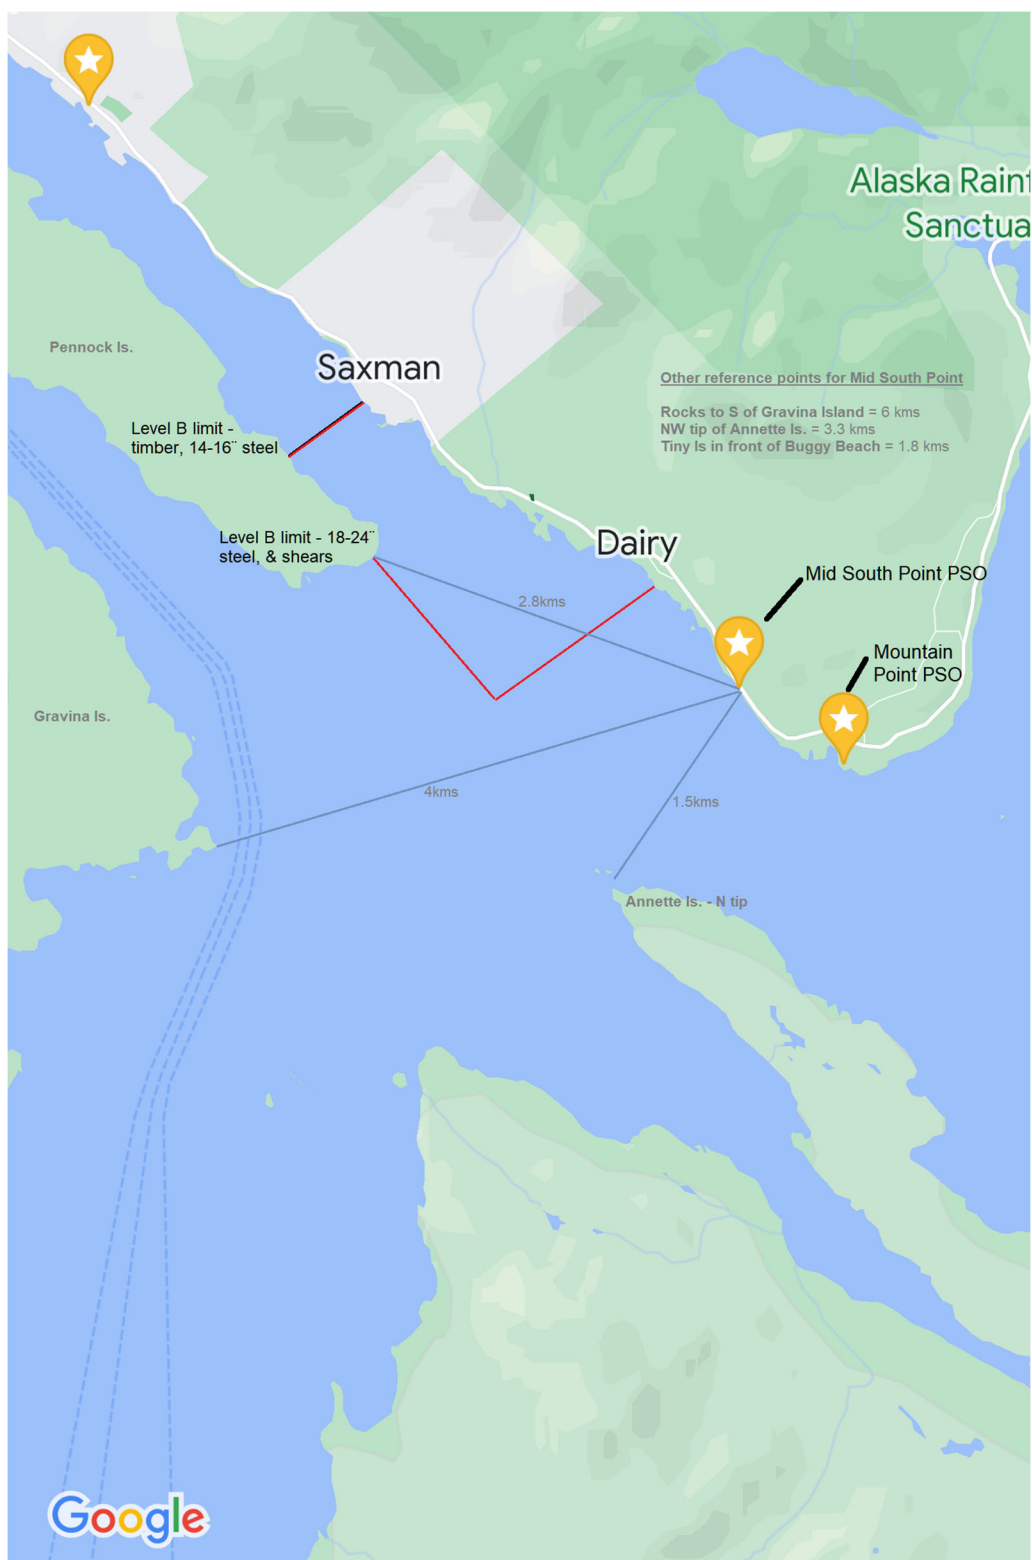 Alaska Rainf
Sanctua
Pennock Is.
Saxman
Other reference points for Mid South Point
Rocks to S of Gravina Island = 6 kms
NW tip of Annette Is. = 3.3 kms
Tiny Is in front of Buggy Beach = 1.8 kms
Level B limit -
timber, 14-16¨ steel
Level B limit - 18-24¨
steel, & shears
Dairy
Mid South Point PSO
2.8kms
Mountain
Point PSO
Gravina Is.
4kms
1.5kms
Annette Is. - N tip
Google